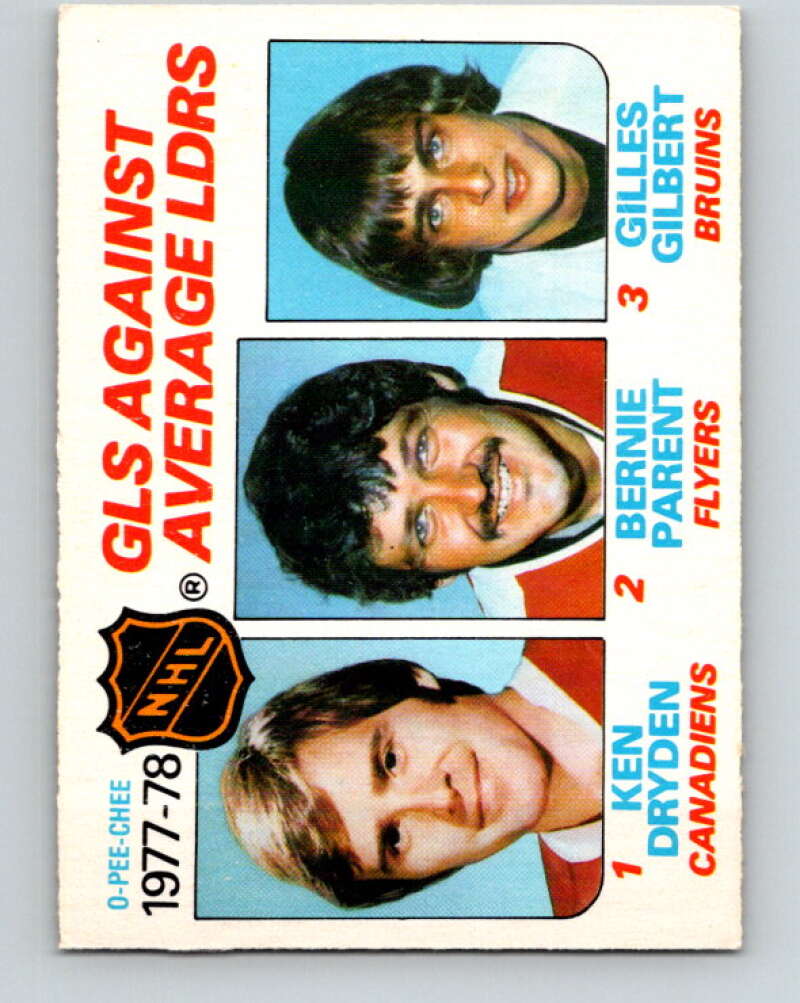 O-PEE-CHEE
1977-78
NHL
®
GLS AGAINST
AVERAGE LDRS
1 KEN
DRYDEN
CANADIENS
2 BERNIE
PARENT
FLYERS
3 GILLES
GILBERT
BRUINS